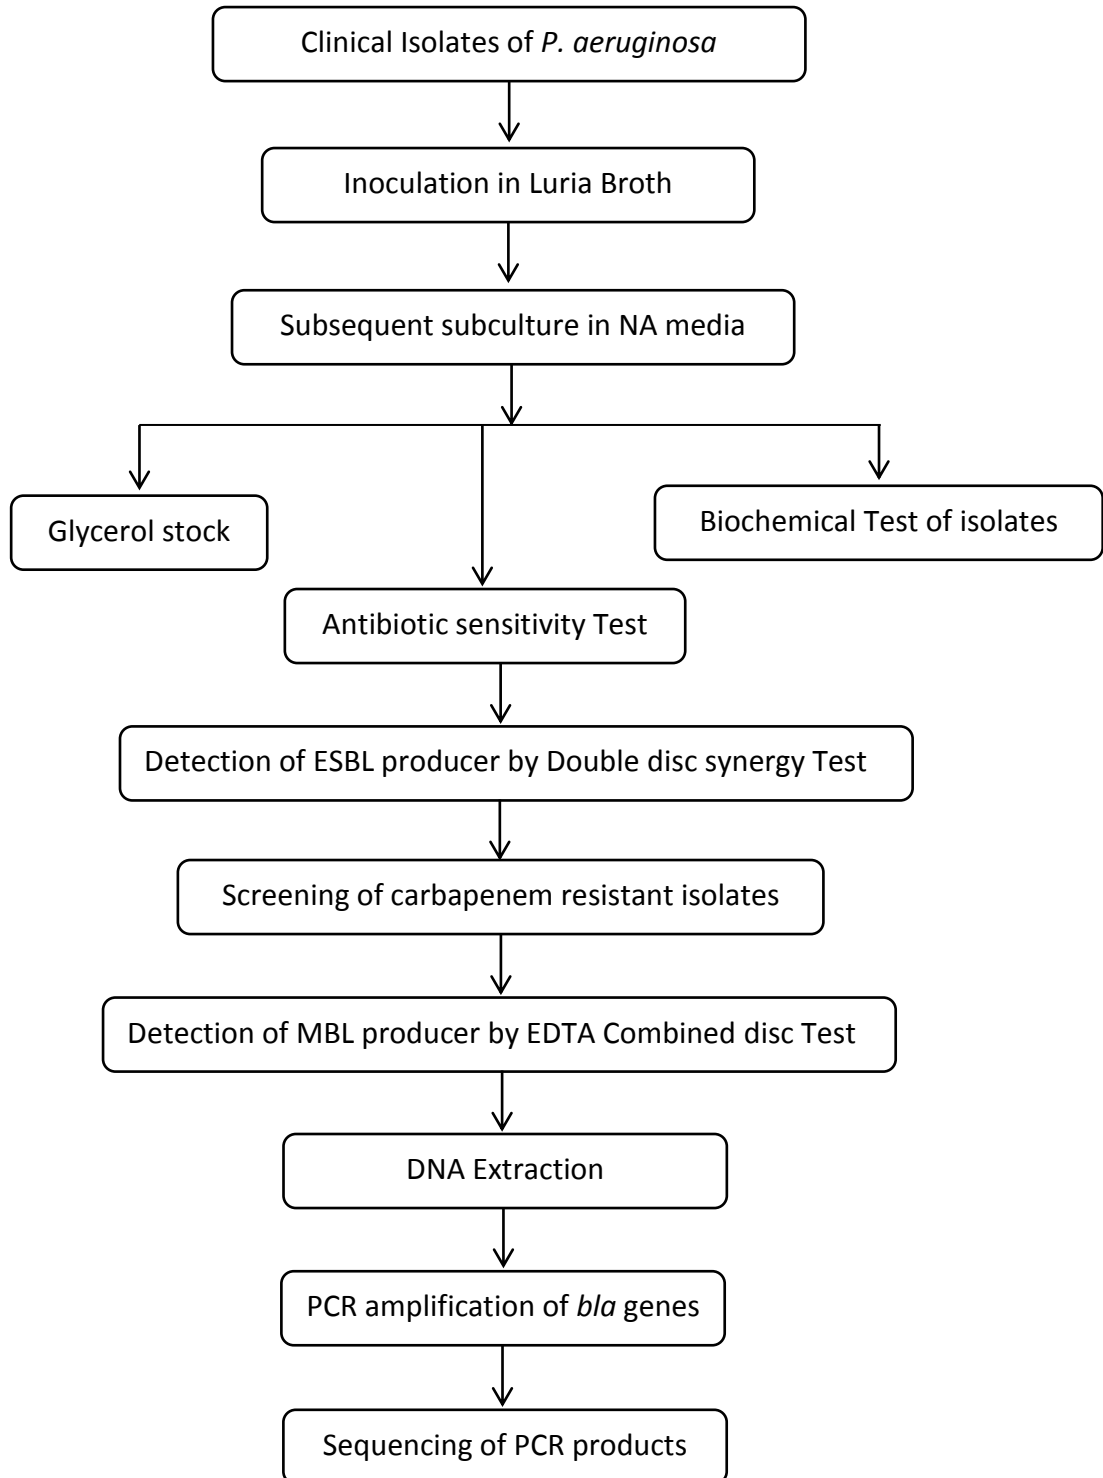 Clinical Isolates of P. aeruginosa
Inoculation in Luria Broth
Subsequent subculture in NA media
Glycerol stock
Biochemical Test of isolates
Antibiotic sensitivity Test
Detection of ESBL producer by Double disc synergy Test
Screening of carbapenem resistant isolates
Detection of MBL producer by EDTA Combined disc Test
DNA Extraction
PCR amplification of bla genes
Sequencing of PCR products